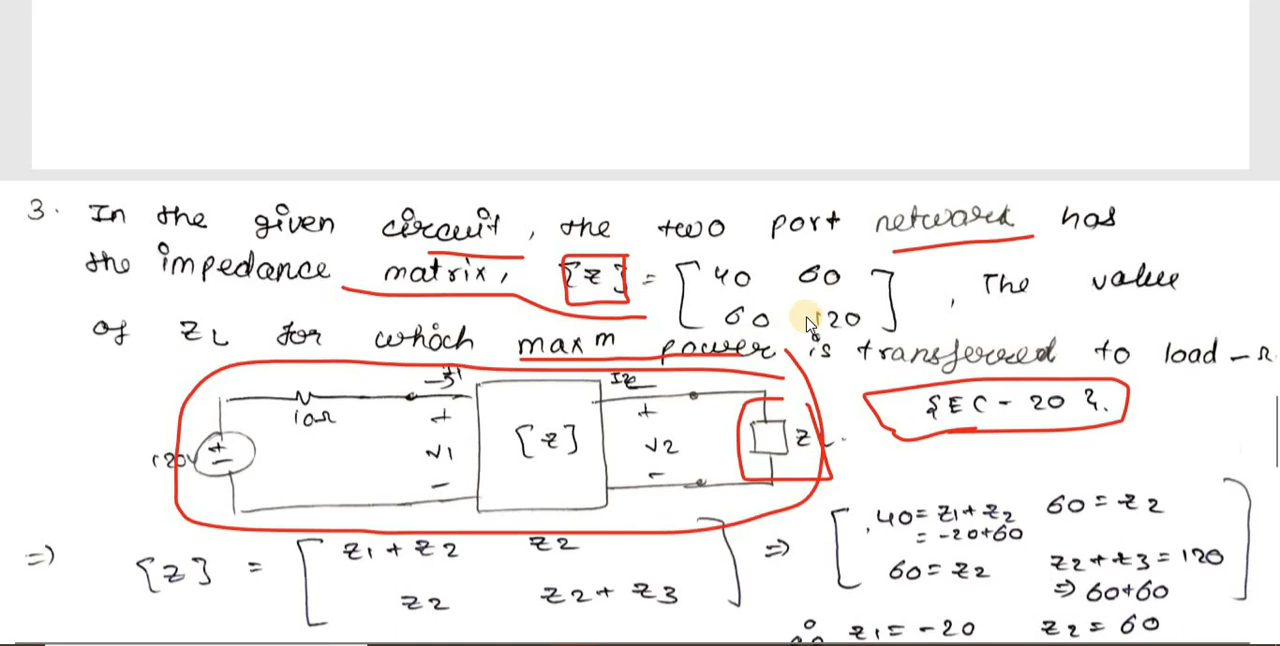 3. In the given circuit, the two port network has
the impedance matrix, [z] = [ 40 60
60 120 ], The value
of ZL for which maxm power is transferred to load - Ω.
10Ω I1 I2
+ + {EC - 20}.
120V + - V1 [z] V2 ZL.
- -
=> [z] = [ z1 + z2 z2
z2 z2 + z3 ] => [ 40 = z1 + z2 60 = z2
= -20+60
60 = z2 z2 + z3 = 120
=> 60+60 ]
z1 = -20 z2 = 60